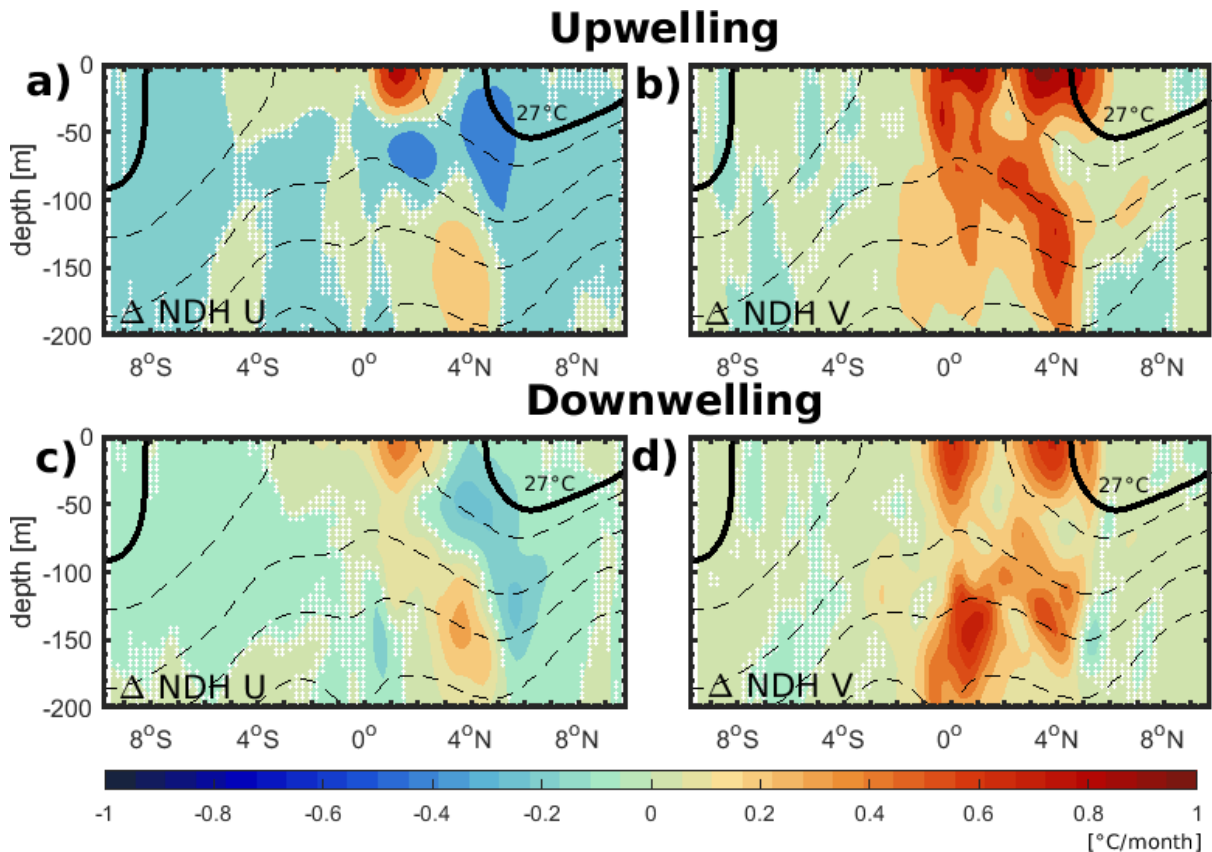 Upwelling
a)
b)
0
-50
-100
-150
-200
depth [m]
27°C
27°C
Δ NDH U
Δ NDH V
8°S
4°S
0°
4°N
8°N
8°S
4°S
0°
4°N
8°N
Downwelling
c)
d)
0
-50
-100
-150
-200
depth [m]
27°C
27°C
Δ NDH U
Δ NDH V
8°S
4°S
0°
4°N
8°N
8°S
4°S
0°
4°N
8°N
-1
-0.8
-0.6
-0.4
-0.2
0
0.2
0.4
0.6
0.8
1
[°C/month]